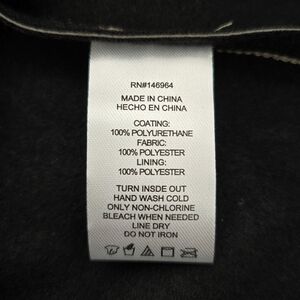 RN#146964
MADE IN CHINA
HECHO EN CHINA
COATING:
100% POLYURETHANE
FABRIC:
100% POLYESTER
LINING:
100% POLYESTER
TURN INSDE OUT
HAND WASH COLD
ONLY NON-CHLORINE
BLEACH WHEN NEEDED
LINE DRY
DO NOT IRON